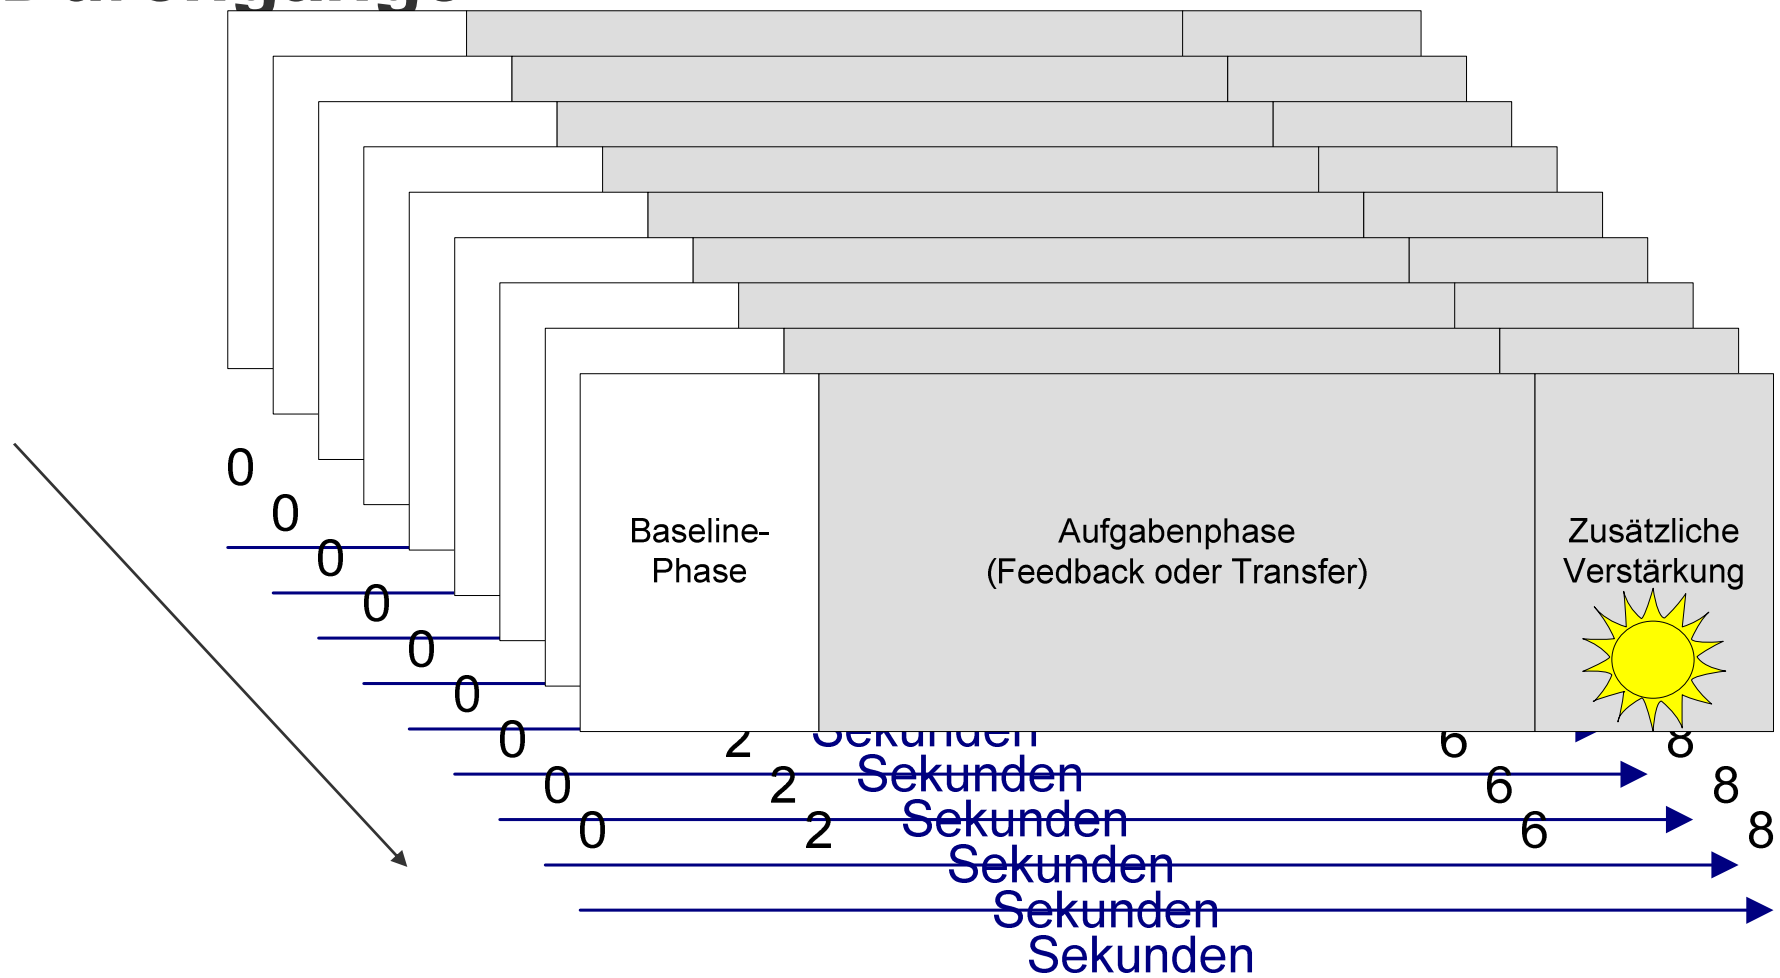 0
0
Baseline-
Phase
Aufgabenphase
(Feedback oder Transfer)
Zusätzliche
Verstärkung
0
0
0
0
0 2 Sekunden 6 8
Sekunden
0 2 6 8
Sekunden
0 2 6 8
Sekunden
Sekunden
Sekunden